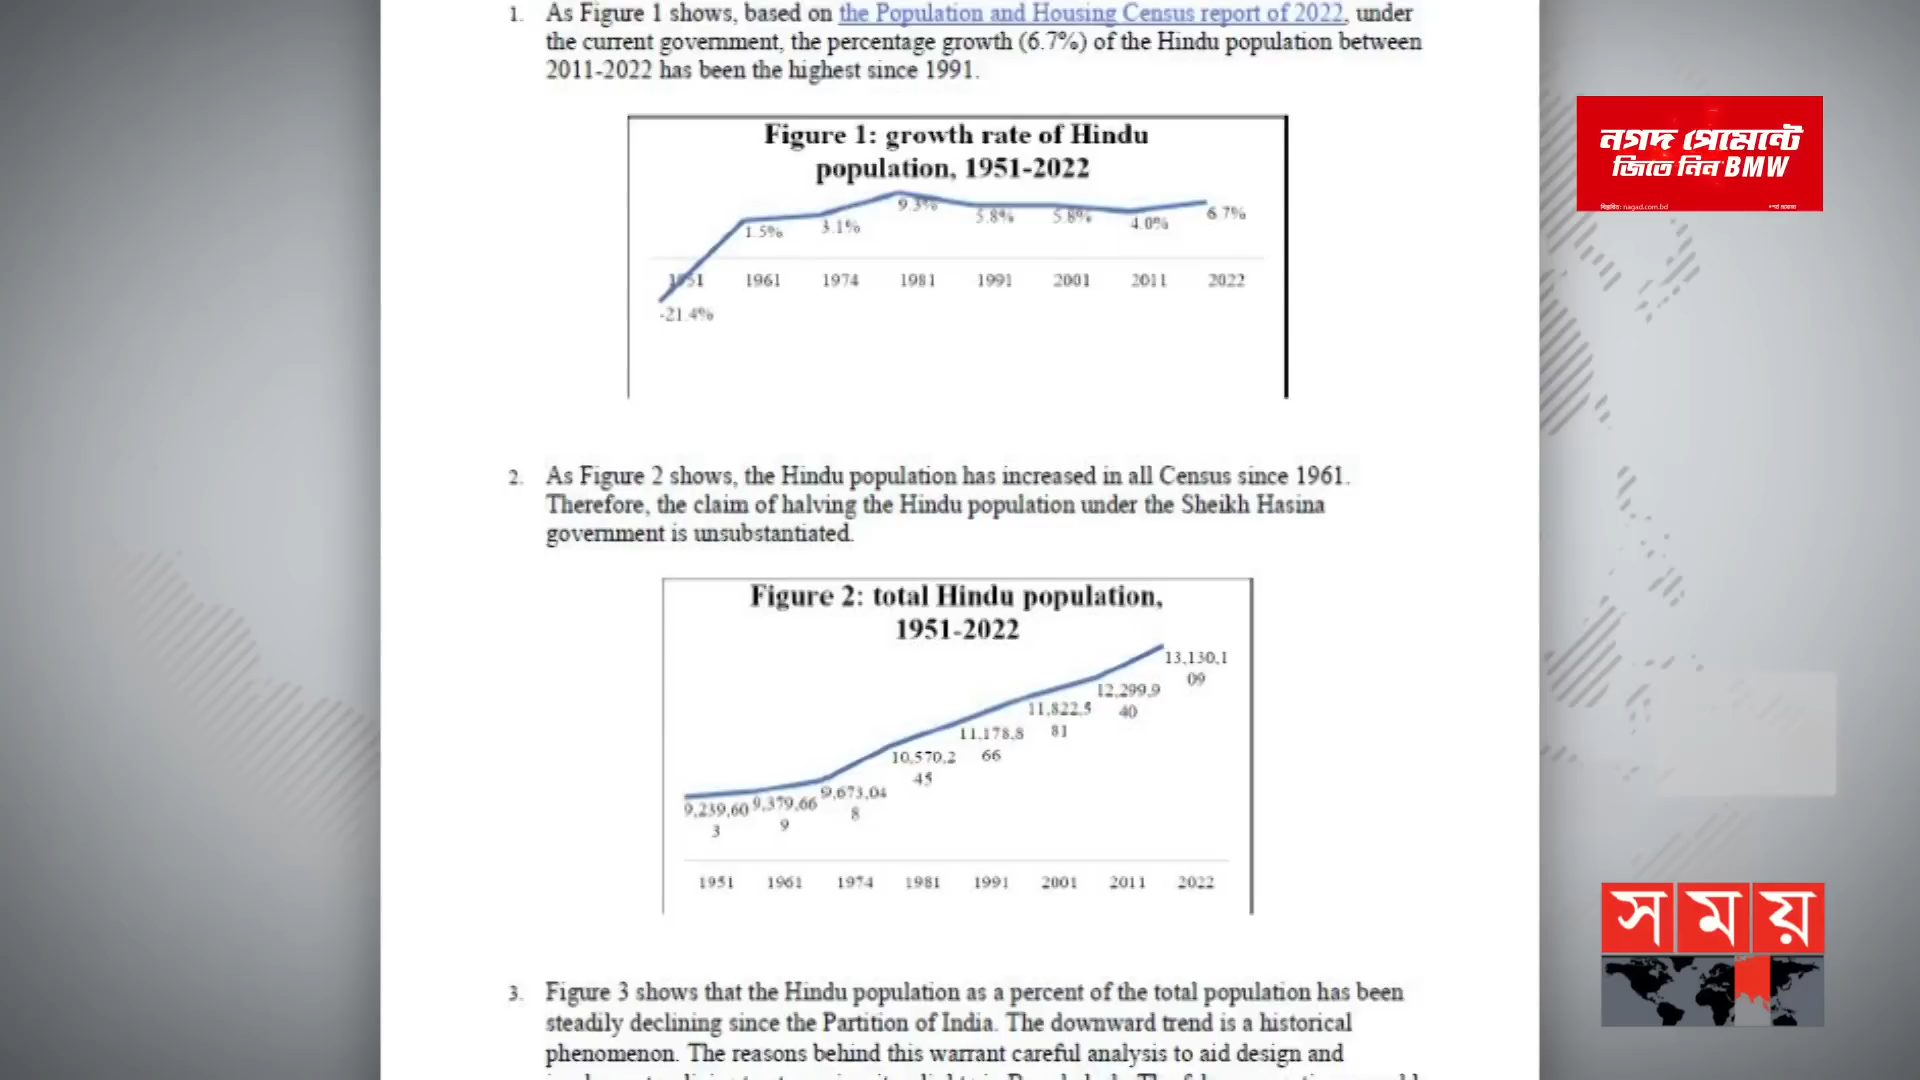 1. As Figure 1 shows, based on the Population and Housing Census report of 2022, under
the current government, the percentage growth (6.7%) of the Hindu population between
2011-2022 has been the highest since 1991.
Figure 1: growth rate of Hindu
population, 1951-2022
9.3%
1.5%
3.1%
5.8%
5.8%
4.0%
6.7%
1951
1961
1974
1981
1991
2001
2011
2022
-21.4%
2. As Figure 2 shows, the Hindu population has increased in all Census since 1961.
Therefore, the claim of halving the Hindu population under the Sheikh Hasina
government is unsubstantiated.
Figure 2: total Hindu population,
1951-2022
9,239,60
3
9,379,66
9
9,673,04
8
10,570,2
45
11,178,8
66
11,822,5
81
12,299,9
40
13,130,1
09
1951
1961
1974
1981
1991
2001
2011
2022
3. Figure 3 shows that the Hindu population as a percent of the total population has been
steadily declining since the Partition of India. The downward trend is a historical
phenomenon. The reasons behind this warrant careful analysis to aid design and
নগদ পেমেন্টে
জিতে নিন BMW
nagad.com.bd
সময়